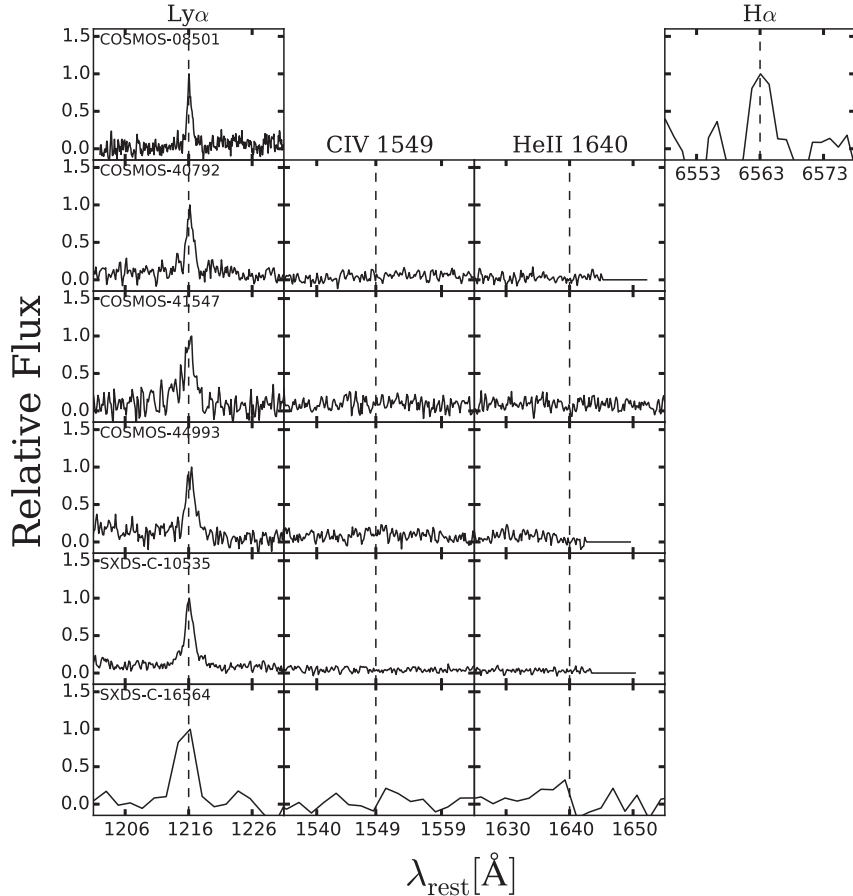 Lyα
Hα
1.5
1.0
0.5
0.0
COSMOS-08501
6553 6563 6573
CIV 1549
HeII 1640
1.5
1.0
0.5
0.0
COSMOS-40792
1.5
1.0
0.5
0.0
COSMOS-41547
1.5
1.0
0.5
0.0
COSMOS-44993
1.5
1.0
0.5
0.0
SXDS-C-10535
1.5
1.0
0.5
0.0
SXDS-C-16564
Relative Flux
1206 1216 1226
1540 1549 1559
1630 1640 1650
λrest[Å]